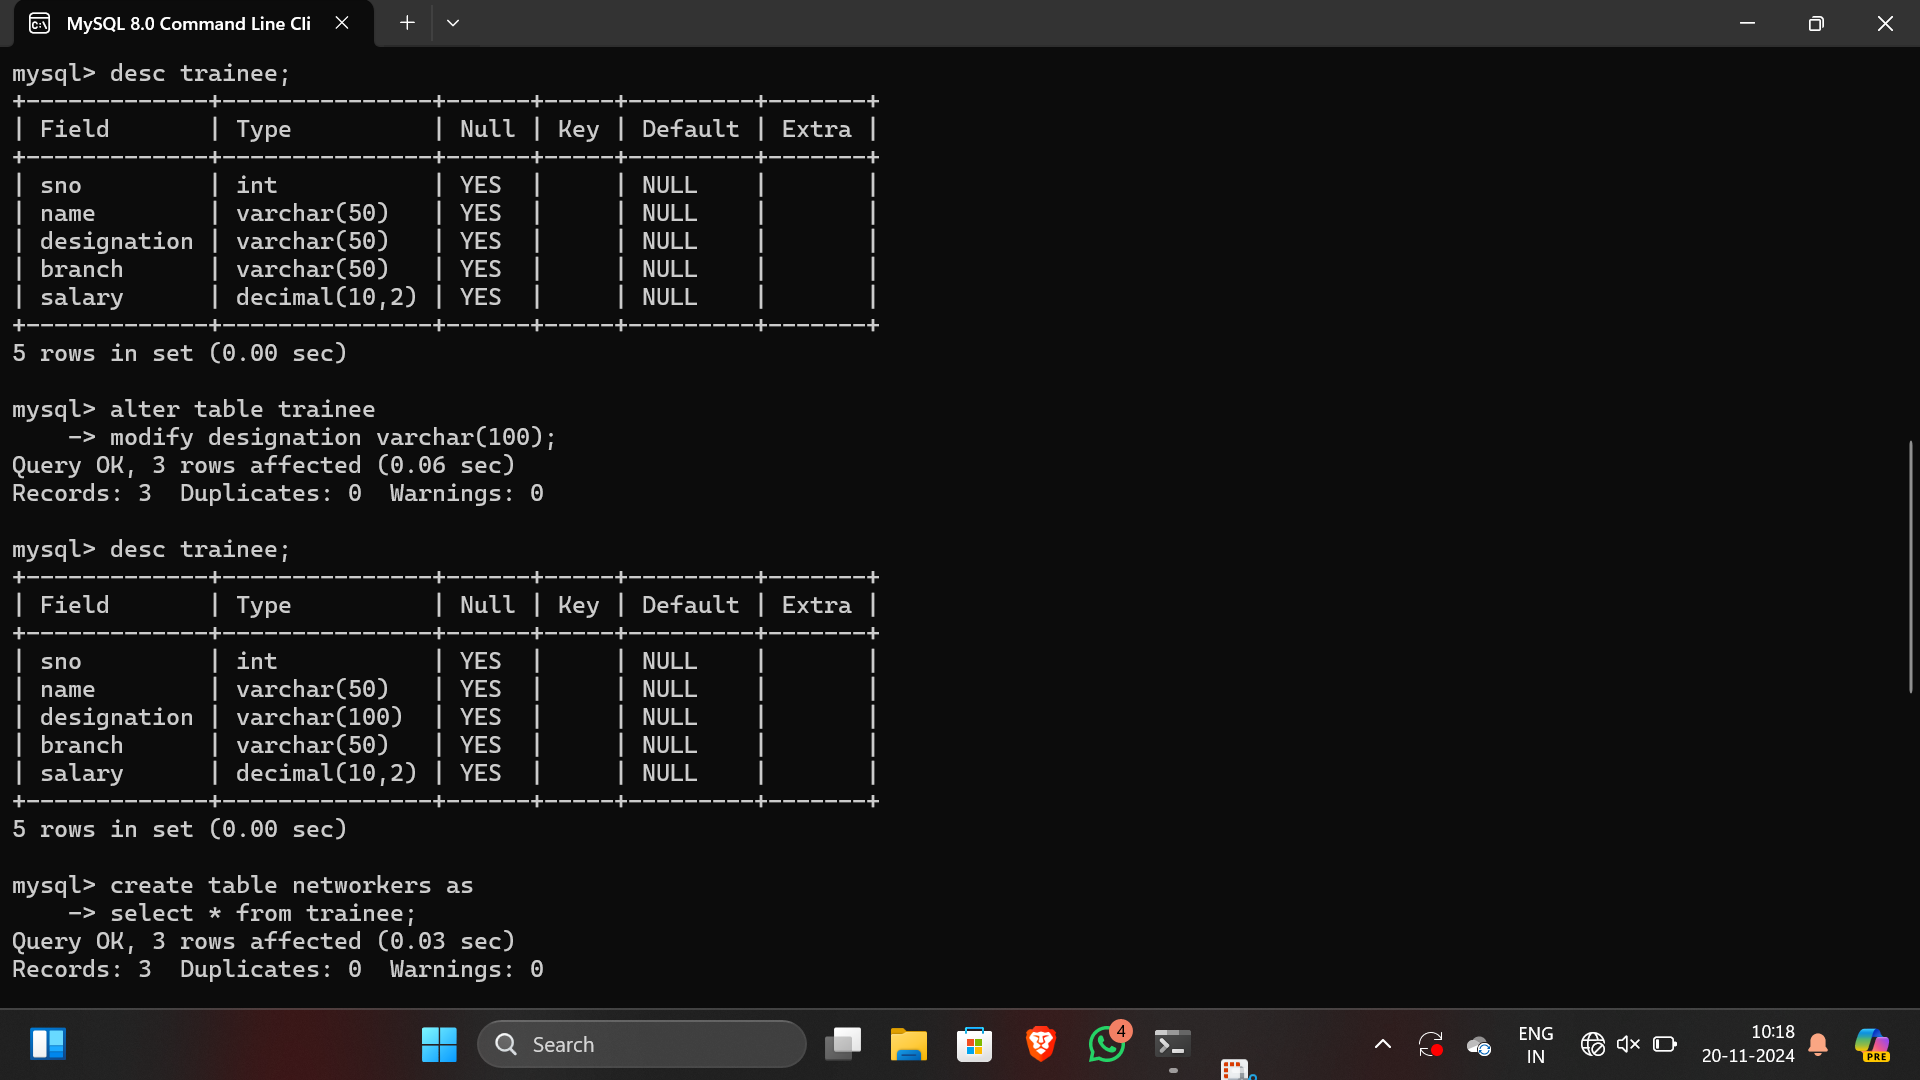 MySQL 8.0 Command Line Cli
mysql> desc trainee;
+-------------+---------------+------+-----+---------+-------+
| Field       | Type          | Null | Key | Default | Extra |
+-------------+---------------+------+-----+---------+-------+
| sno         | int           | YES  |     | NULL    |       |
| name        | varchar(50)   | YES  |     | NULL    |       |
| designation | varchar(50)   | YES  |     | NULL    |       |
| branch      | varchar(50)   | YES  |     | NULL    |       |
| salary      | decimal(10,2) | YES  |     | NULL    |       |
+-------------+---------------+------+-----+---------+-------+
5 rows in set (0.00 sec)
mysql> alter table trainee
    -> modify designation varchar(100);
Query OK, 3 rows affected (0.06 sec)
Records: 3  Duplicates: 0  Warnings: 0
mysql> desc trainee;
+-------------+---------------+------+-----+---------+-------+
| Field       | Type          | Null | Key | Default | Extra |
+-------------+---------------+------+-----+---------+-------+
| sno         | int           | YES  |     | NULL    |       |
| name        | varchar(50)   | YES  |     | NULL    |       |
| designation | varchar(100)  | YES  |     | NULL    |       |
| branch      | varchar(50)   | YES  |     | NULL    |       |
| salary      | decimal(10,2) | YES  |     | NULL    |       |
+-------------+---------------+------+-----+---------+-------+
5 rows in set (0.00 sec)
mysql> create table networkers as
    -> select * from trainee;
Query OK, 3 rows affected (0.03 sec)
Records: 3  Duplicates: 0  Warnings: 0
Search
4
ENG
IN
10:18
20-11-2024
PRE